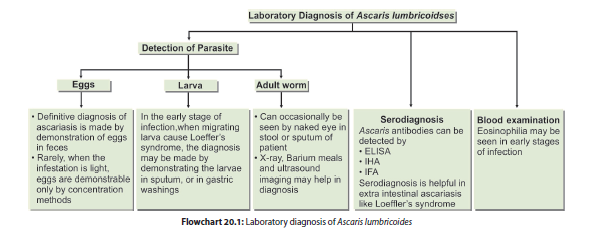 Laboratory Diagnosis of Ascaris lumbricoidses
Detection of Parasite
Eggs
Larva
Adult worm
• Definitive diagnosis of
ascariasis is made by
demonstration of eggs
in feces
• Rarely, when the
infestation is light,
eggs are demonstrable
only by concentration
methods
In the early stage of
infection,when migrating
larva cause Loeffer's
syndrome, the diagnosis
may be made by
demonstrating the larvae
in sputum, or in gastric
washings
• Can occasionally be
seen by naked eye in
stool or sputum of
patient
• X-ray, Barium meals
and ultrasound
imaging may help in
diagnosis
Serodiagnosis
Ascaris antibodies can be
detected by
• ELISA
• IHA
• IFA
Serodiagnosis is helpful in
extra intestinal ascariasis
like Loeffler's syndrome
Blood examination
Eosinophilia may be
seen in early stages
of infection
Flowchart 20.1: Laboratory diagnosis of Ascaris lumbricoides